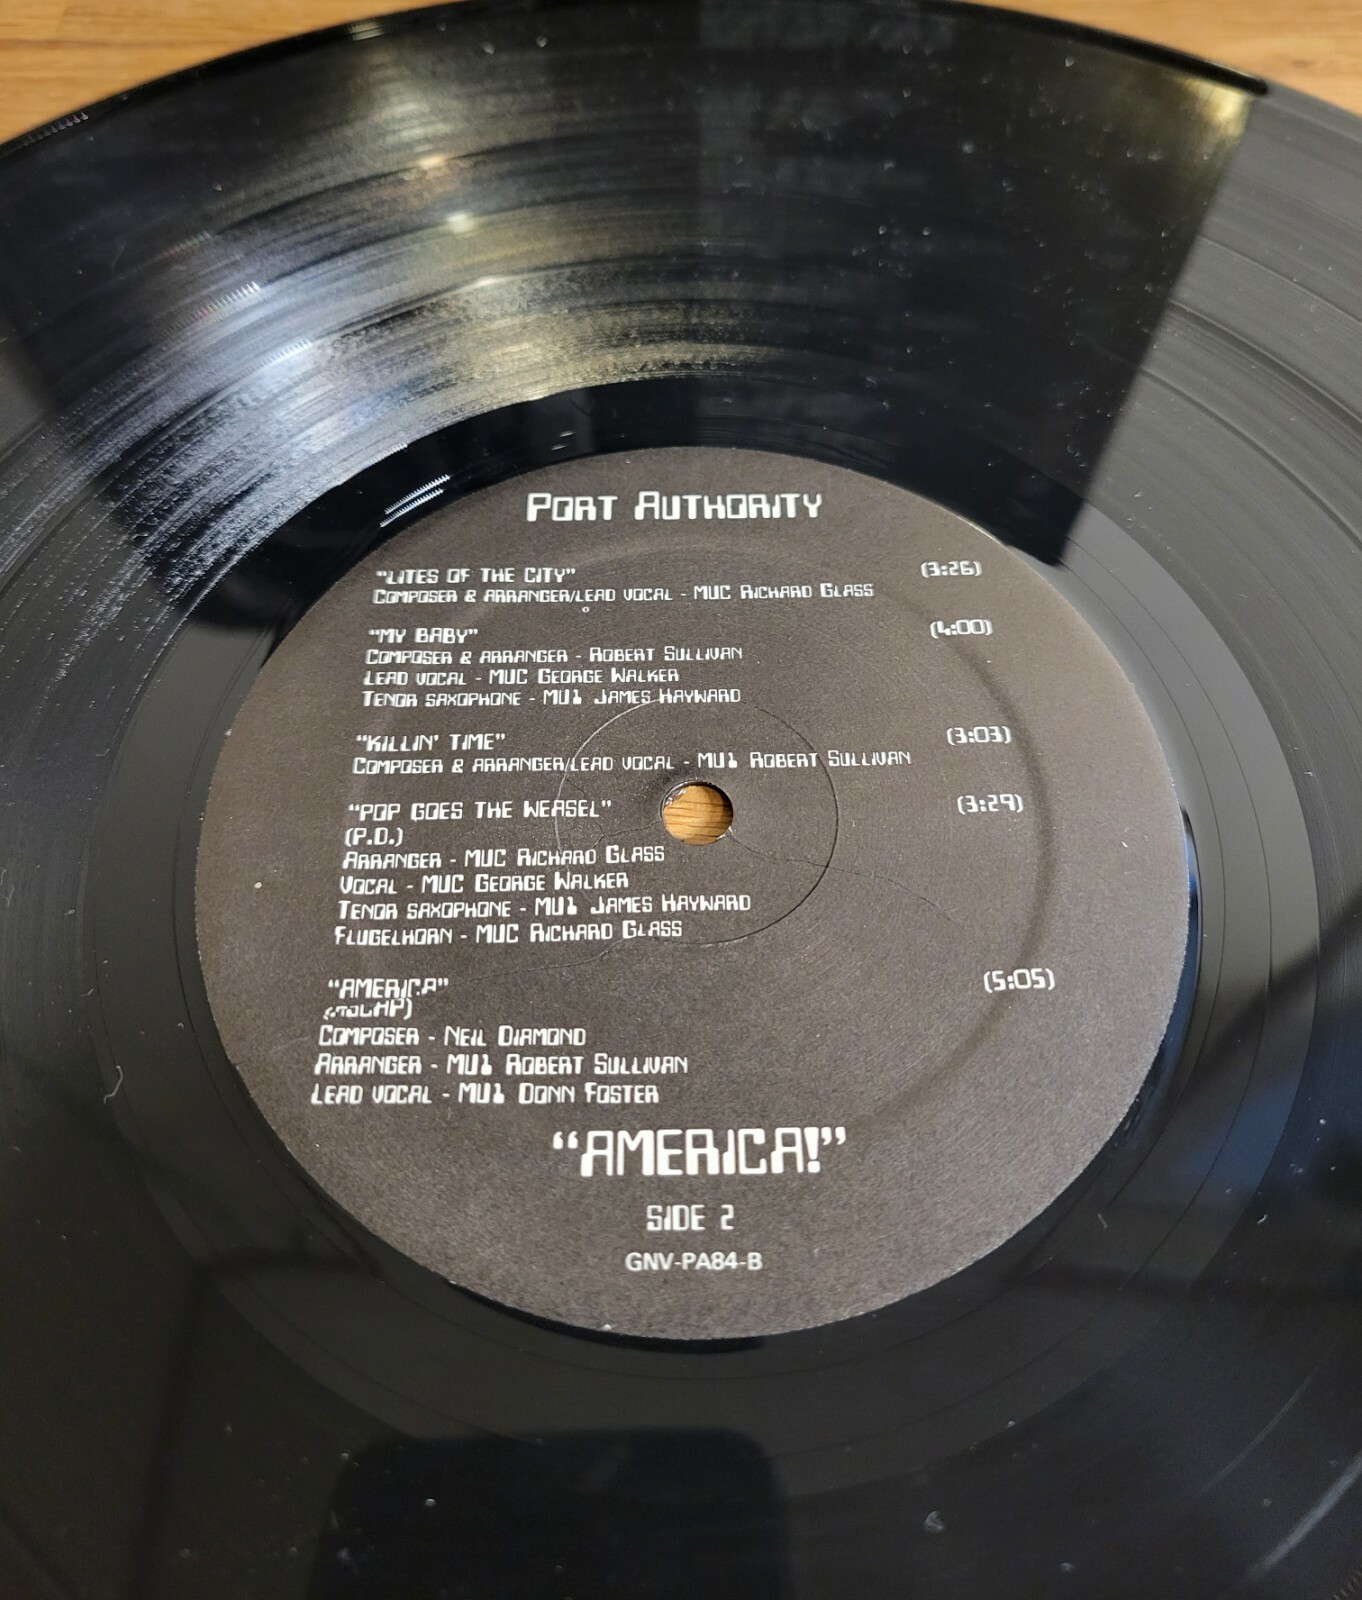 PORT AUTHORITY
"LITES OF THE CITY" (3:26)
COMPOSER & ARRANGER/LEAD VOCAL - MUC RICHARD GLASS
"MY BABY" (4:00)
COMPOSER & ARRANGER - ROBERT SULLIVAN
LEAD VOCAL - MUC GEORGE WALKER
TENOR SAXOPHONE - MU1 JAMES HAYWARD
"KILLIN' TIME" (3:03)
COMPOSER & ARRANGER/LEAD VOCAL - MU1 ROBERT SULLIVAN
"POP GOES THE WEASEL" (3:29)
(P.D.)
ARRANGER - MUC RICHARD GLASS
VOCAL - MUC GEORGE WALKER
TENOR SAXOPHONE - MU1 JAMES HAYWARD
FLUGELHORN - MUC RICHARD GLASS
"AMERICA" (5:05)
(ASCAP)
COMPOSER - NEIL DIAMOND
ARRANGER - MU1 ROBERT SULLIVAN
LEAD VOCAL - MU1 DONN FOSTER
"AMERICA!"
SIDE 2
GNV-PA84-B